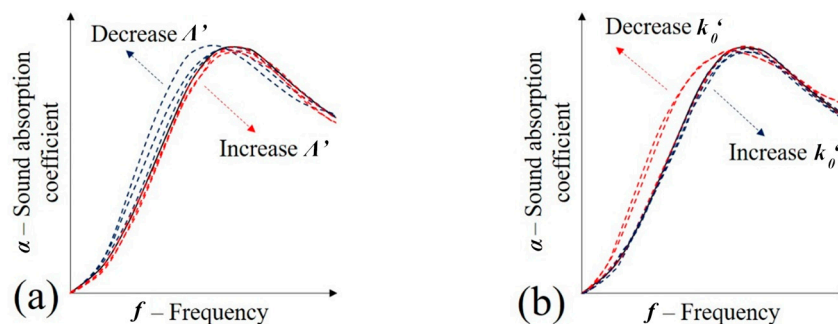 Decrease Λ’
Increase Λ’
α – Sound absorption
coefficient
f – Frequency
(a)
Decrease k₀‘
Increase k₀‘
α – Sound absorption
coefficient
f – Frequency
(b)